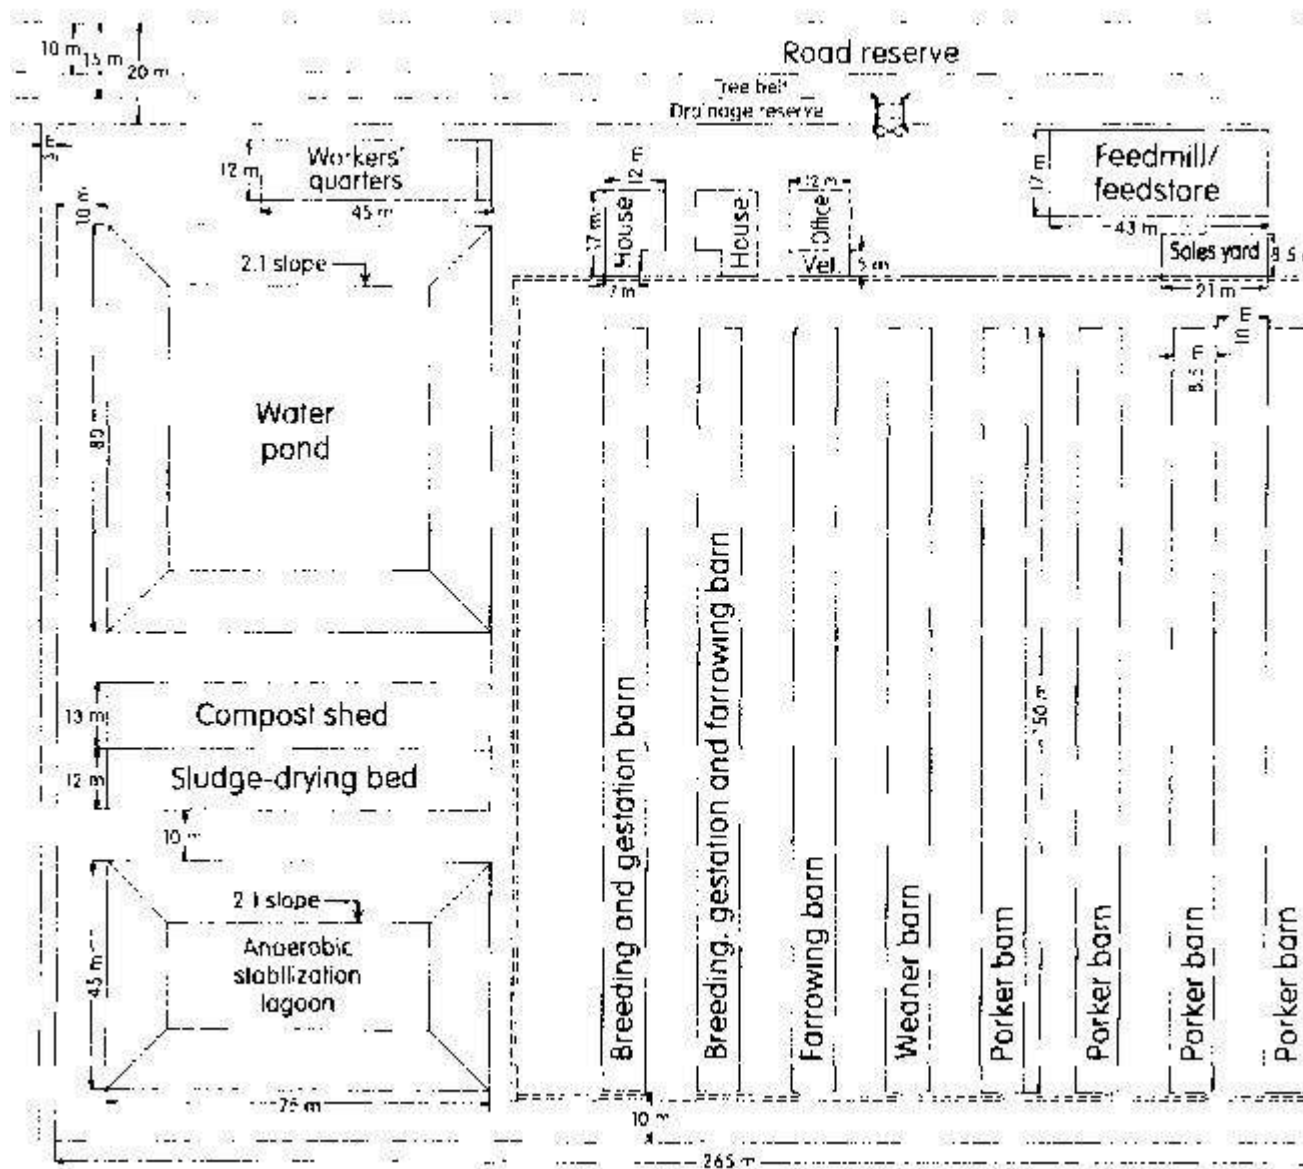 10 m
15 m
20 m
Road reserve
Tree belt
Drainage reserve
Workers'
quarters
12 m
45 m
10 m
12 m
12 m
17 m
House
House
Office
Vet
5 m
7 m
17 m
Feedmill/
feedstore
43 m
Sales yard
8.5
21 m
2.1 slope
10 m
8.5 m
Water
pond
80 m
Compost shed
13 m
Sludge-drying bed
12 m
10 m
2.1 slope
Anaerobic
stabilization
lagoon
45 m
75 m
Breeding and gestation barn
Breeding, gestation and farrowing barn
Farrowing barn
Weaner barn
Porker barn
150 m
Porker barn
Porker barn
Porker barn
10 m
265 m